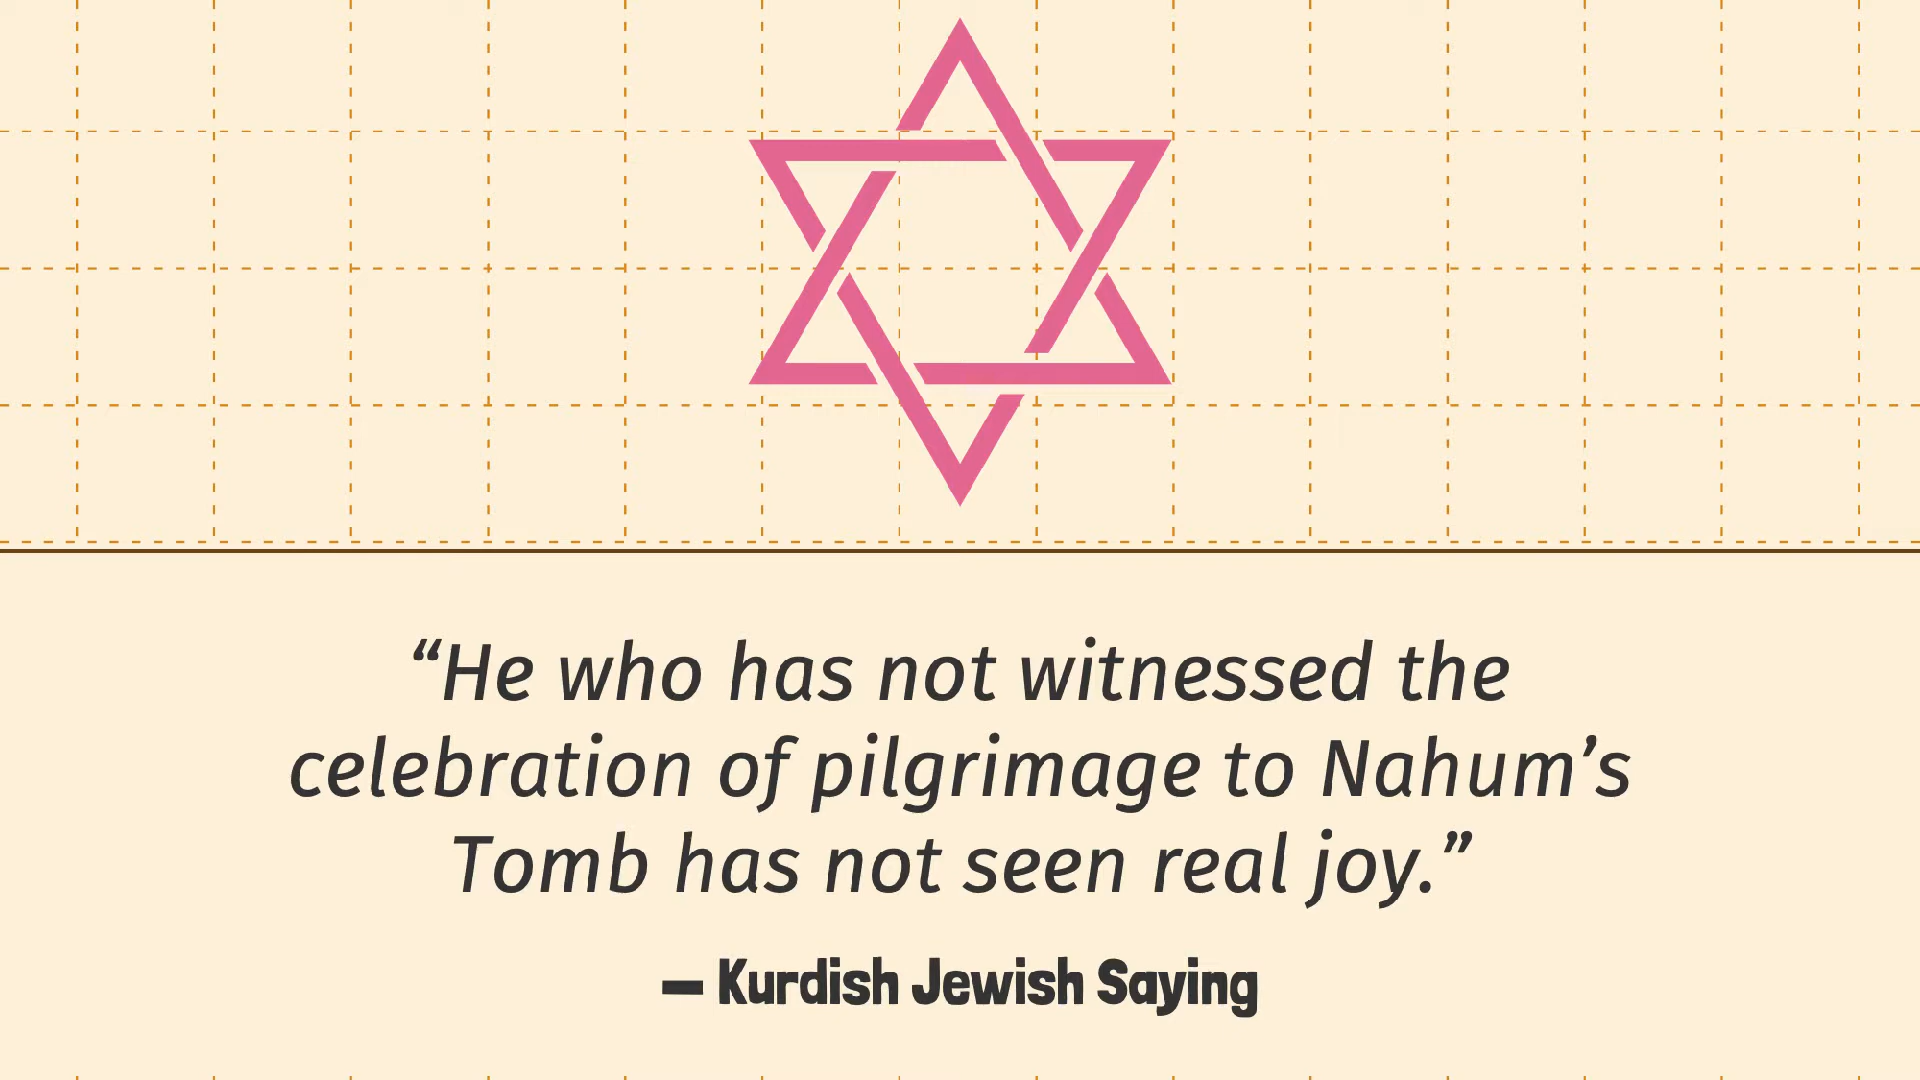 “He who has not witnessed the
celebration of pilgrimage to Nahum’s
Tomb has not seen real joy.”
— Kurdish Jewish Saying